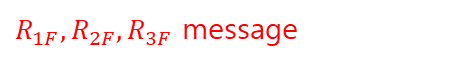 R₁F, R₂F, R₃F message